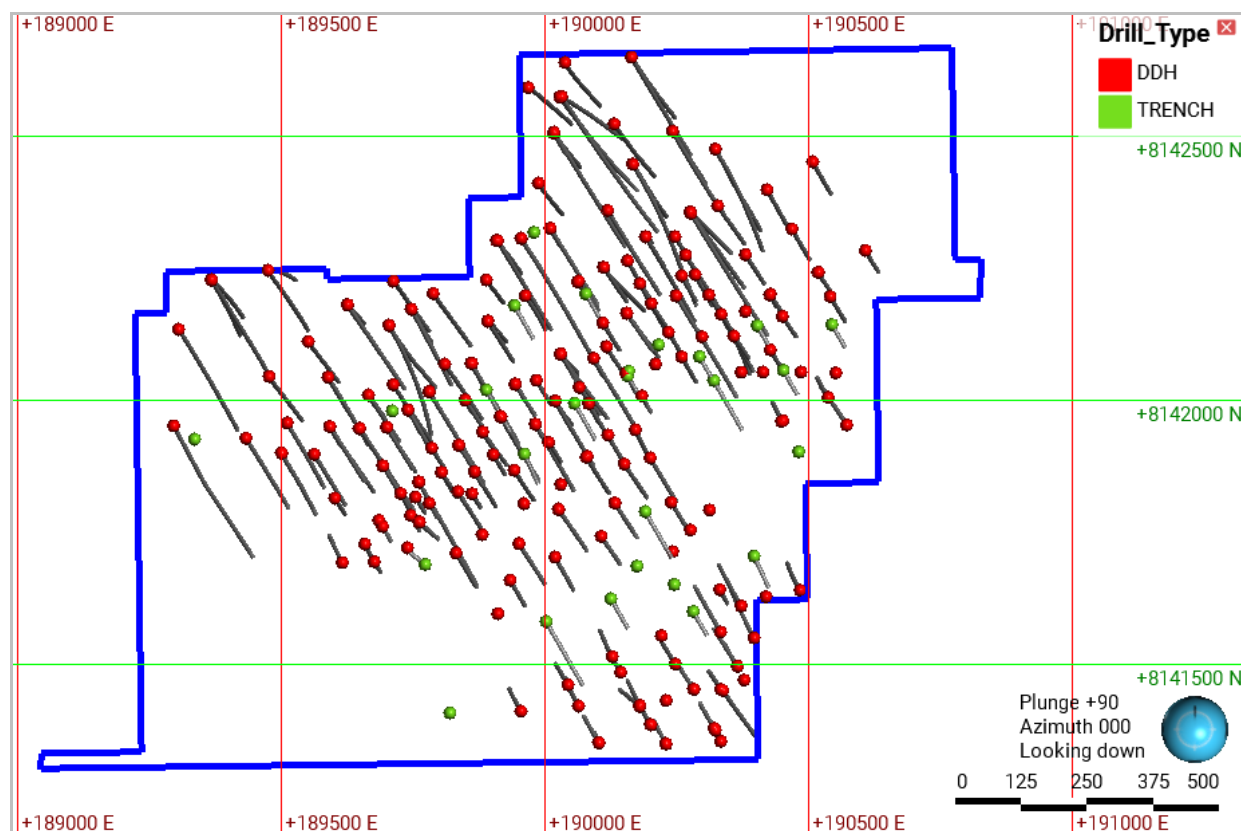 +189000 E
+189500 E
+190000 E
+190500 E
+191000 E
Drill_Type
DDH
TRENCH
+8142500 N
+8142000 N
+8141500 N
Plunge +90
Azimuth 000
Looking down
0 125 250 375 500
+189000 E
+189500 E
+190000 E
+190500 E
+191000 E